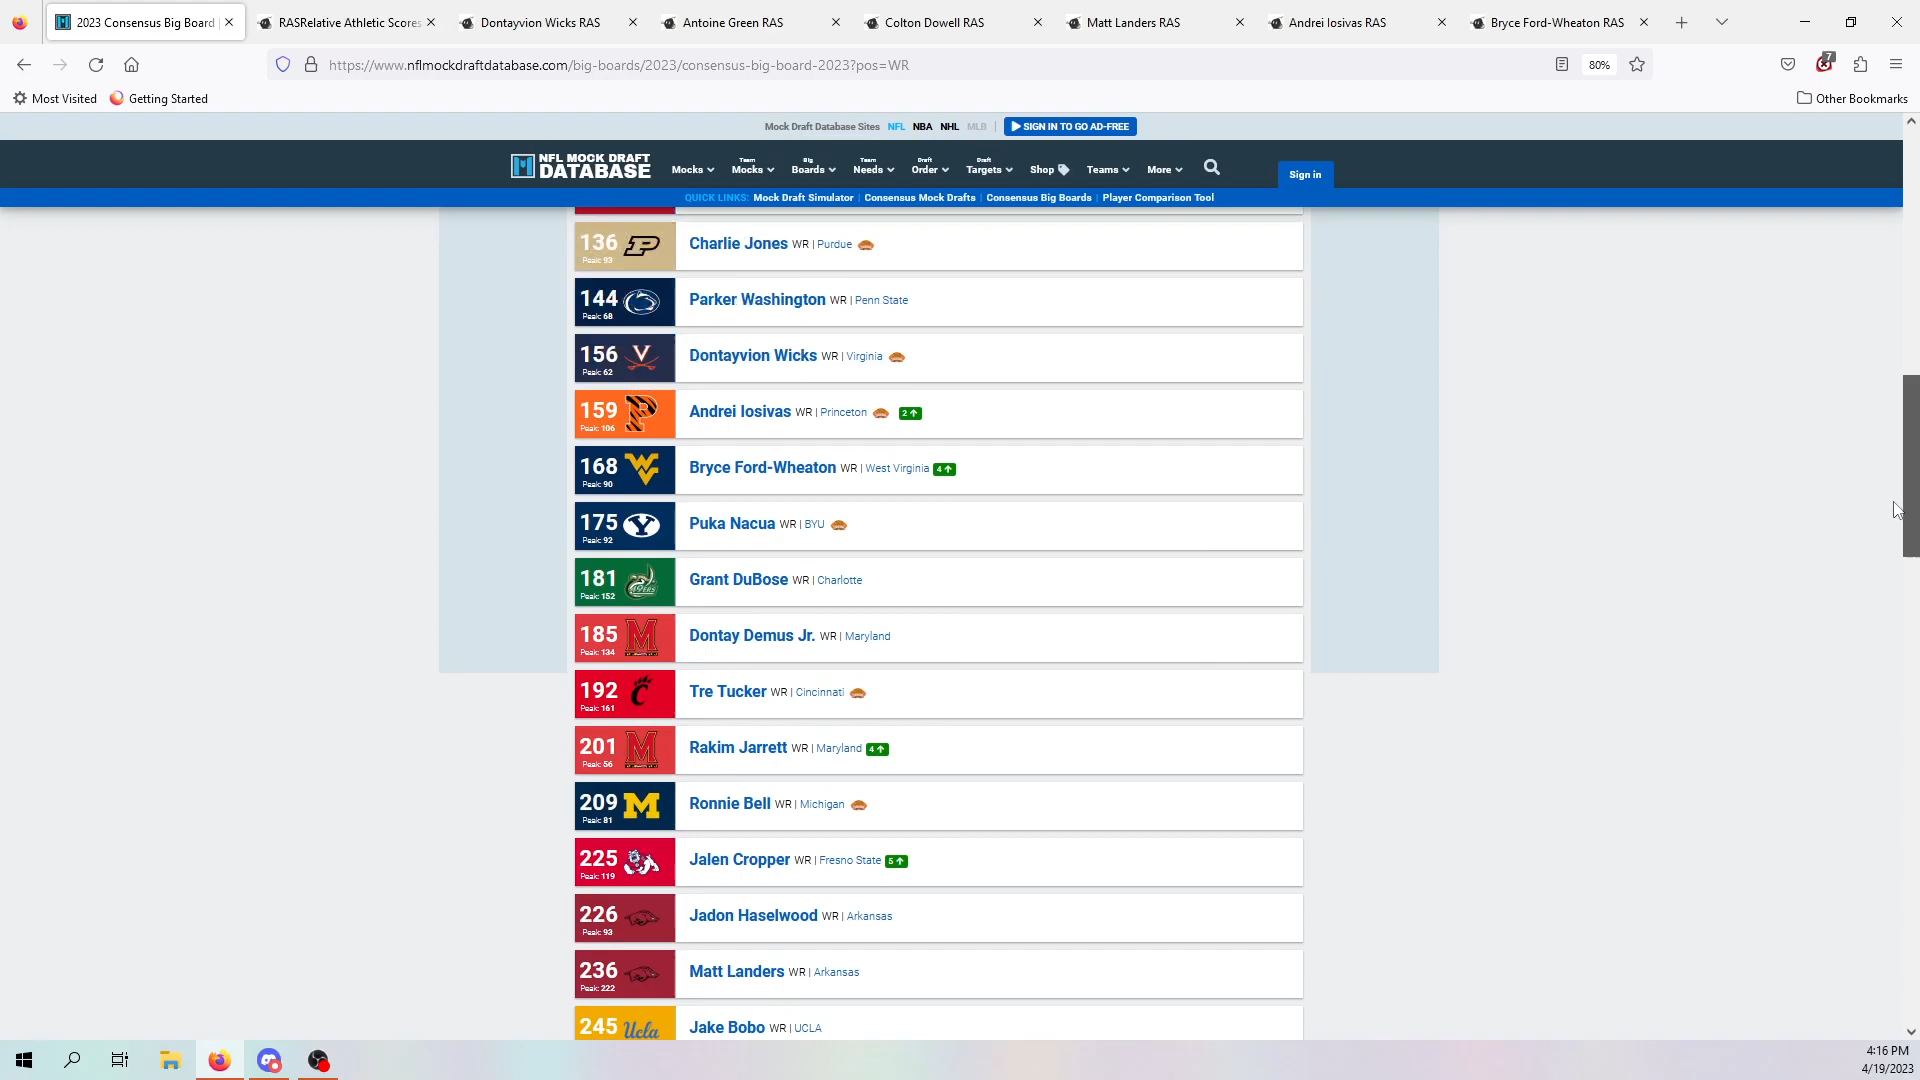 2023 Consensus Big Board |
RASRelative Athletic Scores
Dontayvion Wicks RAS
Antoine Green RAS
Colton Dowell RAS
Matt Landers RAS
Andrei Iosivas RAS
Bryce Ford-Wheaton RAS
https://www.nflmockdraftdatabase.com/big-boards/2023/consensus-big-board-2023?pos=WR
80%
7
Most Visited Getting Started Other Bookmarks
Mock Draft Database Sites NFL NBA NHL MLB | SIGN IN TO GO AD-FREE
NFL MOCK DRAFT DATABASE
Mocks Team Mocks Big Boards Team Needs Draft Order Draft Targets Shop Teams More Sign in
QUICK LINKS: Mock Draft Simulator | Consensus Mock Drafts | Consensus Big Boards | Player Comparison Tool
136 Charlie Jones WR | Purdue
Peak: 93
144 Parker Washington WR | Penn State
Peak: 68
156 Dontayvion Wicks WR | Virginia
Peak: 62
159 Andrei Iosivas WR | Princeton 2
Peak: 106
168 Bryce Ford-Wheaton WR | West Virginia 4
Peak: 90
175 Puka Nacua WR | BYU
Peak: 92
181 Grant DuBose WR | Charlotte
Peak: 152
185 Dontay Demus Jr. WR | Maryland
Peak: 134
192 Tre Tucker WR | Cincinnati
Peak: 161
201 Rakim Jarrett WR | Maryland 4
Peak: 56
209 Ronnie Bell WR | Michigan
Peak: 81
225 Jalen Cropper WR | Fresno State 5
Peak: 119
226 Jadon Haselwood WR | Arkansas
Peak: 93
236 Matt Landers WR | Arkansas
Peak: 222
245 Ucla Jake Bobo WR | UCLA
4:16 PM
4/19/2023